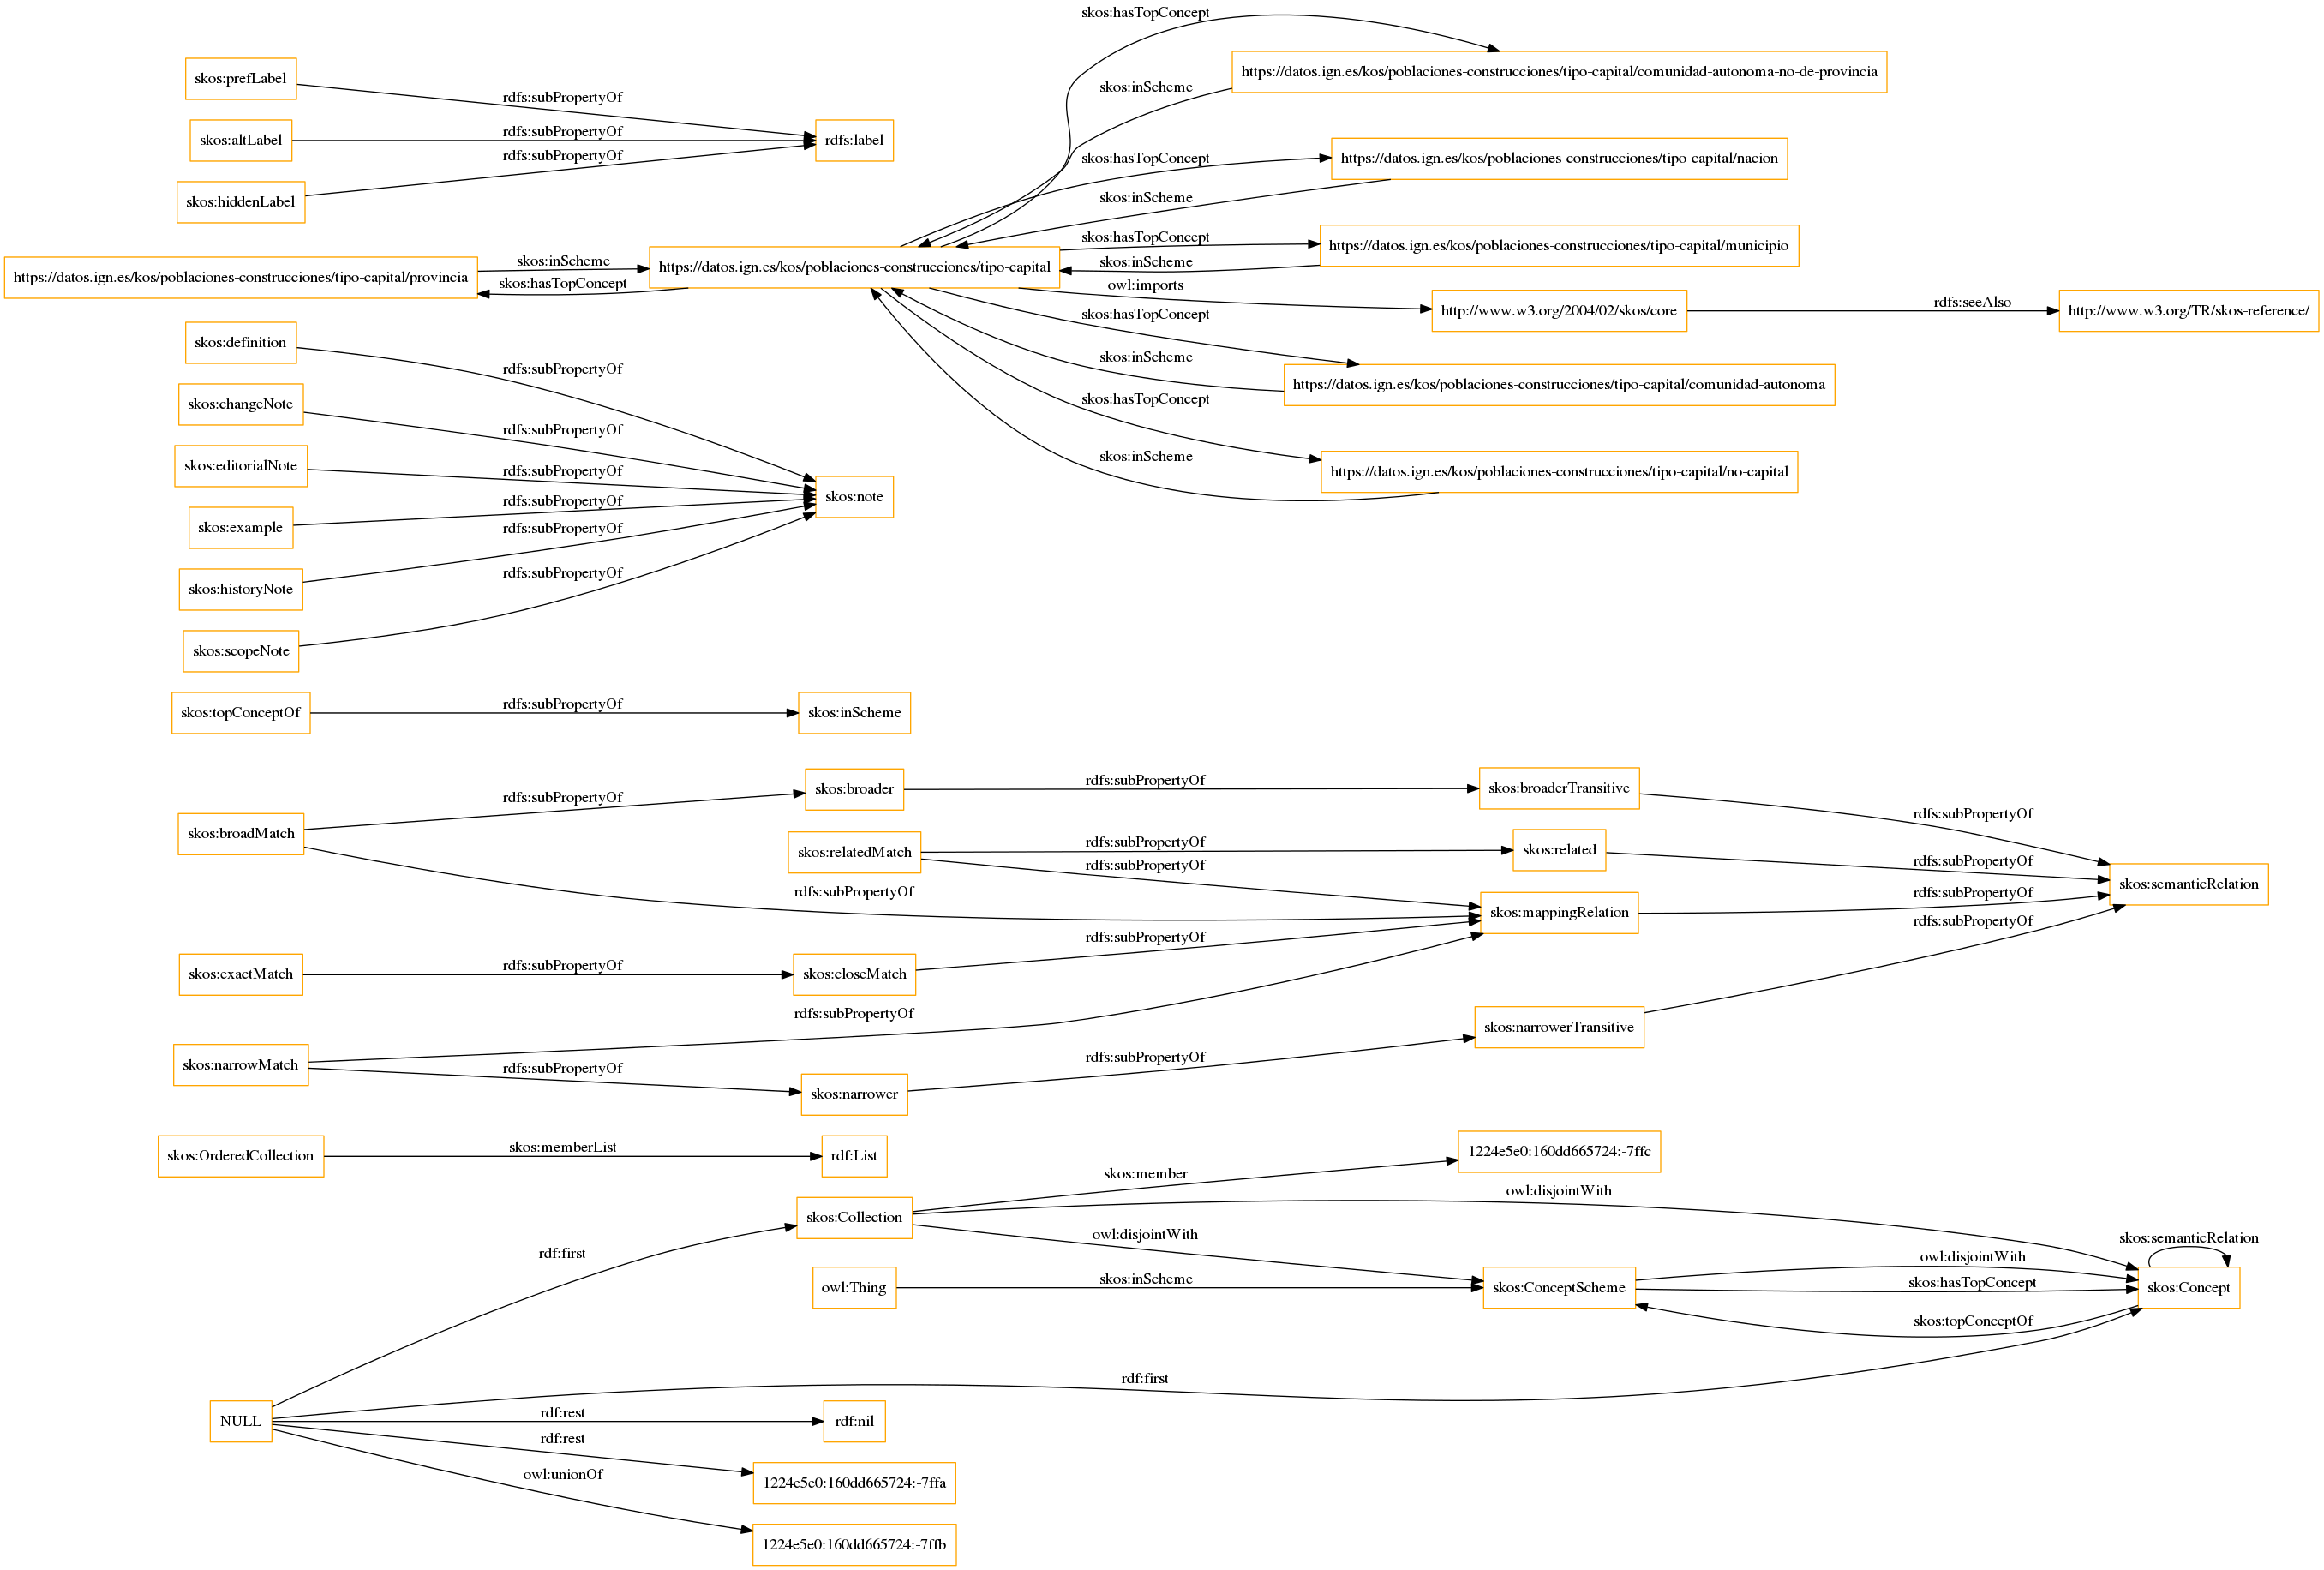 skos:hasTopConcept
https://datos.ign.es/kos/poblaciones-construcciones/tipo-capital/comunidad-autonoma-no-de-provincia
skos:prefLabel
rdfs:subPropertyOf
skos:inScheme
skos:altLabel
rdfs:subPropertyOf
rdfs:label
skos:hiddenLabel
rdfs:subPropertyOf
skos:hasTopConcept
https://datos.ign.es/kos/poblaciones-construcciones/tipo-capital/nacion
skos:inScheme
https://datos.ign.es/kos/poblaciones-construcciones/tipo-capital/provincia
skos:inScheme
skos:hasTopConcept
https://datos.ign.es/kos/poblaciones-construcciones/tipo-capital
skos:hasTopConcept
skos:inScheme
https://datos.ign.es/kos/poblaciones-construcciones/tipo-capital/municipio
owl:imports
http://www.w3.org/2004/02/skos/core
rdfs:seeAlso
http://www.w3.org/TR/skos-reference/
skos:hasTopConcept
skos:inScheme
https://datos.ign.es/kos/poblaciones-construcciones/tipo-capital/comunidad-autonoma
skos:hasTopConcept
skos:inScheme
https://datos.ign.es/kos/poblaciones-construcciones/tipo-capital/no-capital
skos:definition
rdfs:subPropertyOf
skos:changeNote
rdfs:subPropertyOf
skos:editorialNote
rdfs:subPropertyOf
skos:note
skos:example
rdfs:subPropertyOf
skos:historyNote
rdfs:subPropertyOf
skos:scopeNote
rdfs:subPropertyOf
skos:topConceptOf
rdfs:subPropertyOf
skos:inScheme
skos:broadMatch
rdfs:subPropertyOf
skos:broader
rdfs:subPropertyOf
skos:broaderTransitive
rdfs:subPropertyOf
skos:relatedMatch
rdfs:subPropertyOf
skos:related
rdfs:subPropertyOf
rdfs:subPropertyOf
rdfs:subPropertyOf
skos:mappingRelation
rdfs:subPropertyOf
skos:semanticRelation
rdfs:subPropertyOf
skos:exactMatch
rdfs:subPropertyOf
skos:closeMatch
rdfs:subPropertyOf
rdfs:subPropertyOf
skos:narrowerTransitive
skos:narrowMatch
rdfs:subPropertyOf
skos:narrower
rdfs:subPropertyOf
skos:OrderedCollection
skos:memberList
rdf:List
skos:member
1224e5e0:160dd665724:-7ffc
skos:Collection
owl:disjointWith
owl:disjointWith
rdf:first
owl:Thing
skos:inScheme
skos:ConceptScheme
owl:disjointWith
skos:hasTopConcept
skos:topConceptOf
skos:semanticRelation
skos:Concept
rdf:first
NULL
rdf:rest
rdf:nil
rdf:rest
1224e5e0:160dd665724:-7ffa
owl:unionOf
1224e5e0:160dd665724:-7ffb